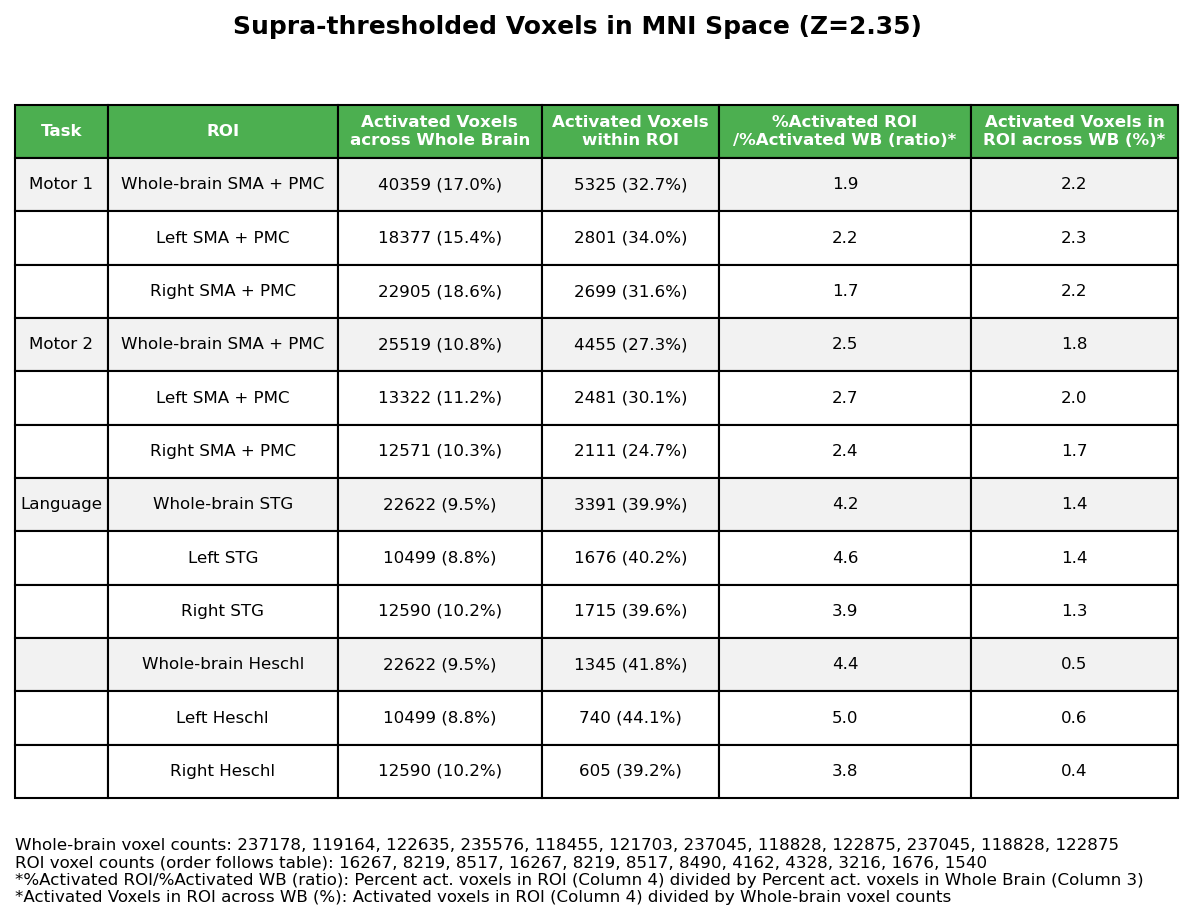 Supra-thresholded Voxels in MNI Space (Z=2.35)
Task ROI Activated Voxels across Whole Brain Activated Voxels within ROI %Activated ROI /%Activated WB (ratio)* Activated Voxels in ROI across WB (%)*
Motor 1 Whole-brain SMA + PMC 40359 (17.0%) 5325 (32.7%) 1.9 2.2
Left SMA + PMC 18377 (15.4%) 2801 (34.0%) 2.2 2.3
Right SMA + PMC 22905 (18.6%) 2699 (31.6%) 1.7 2.2
Motor 2 Whole-brain SMA + PMC 25519 (10.8%) 4455 (27.3%) 2.5 1.8
Left SMA + PMC 13322 (11.2%) 2481 (30.1%) 2.7 2.0
Right SMA + PMC 12571 (10.3%) 2111 (24.7%) 2.4 1.7
Language Whole-brain STG 22622 (9.5%) 3391 (39.9%) 4.2 1.4
Left STG 10499 (8.8%) 1676 (40.2%) 4.6 1.4
Right STG 12590 (10.2%) 1715 (39.6%) 3.9 1.3
Whole-brain Heschl 22622 (9.5%) 1345 (41.8%) 4.4 0.5
Left Heschl 10499 (8.8%) 740 (44.1%) 5.0 0.6
Right Heschl 12590 (10.2%) 605 (39.2%) 3.8 0.4
Whole-brain voxel counts: 237178, 119164, 122635, 235576, 118455, 121703, 237045, 118828, 122875, 237045, 118828, 122875
ROI voxel counts (order follows table): 16267, 8219, 8517, 16267, 8219, 8517, 8490, 4162, 4328, 3216, 1676, 1540
*%Activated ROI/%Activated WB (ratio): Percent act. voxels in ROI (Column 4) divided by Percent act. voxels in Whole Brain (Column 3)
*Activated Voxels in ROI across WB (%): Activated voxels in ROI (Column 4) divided by Whole-brain voxel counts